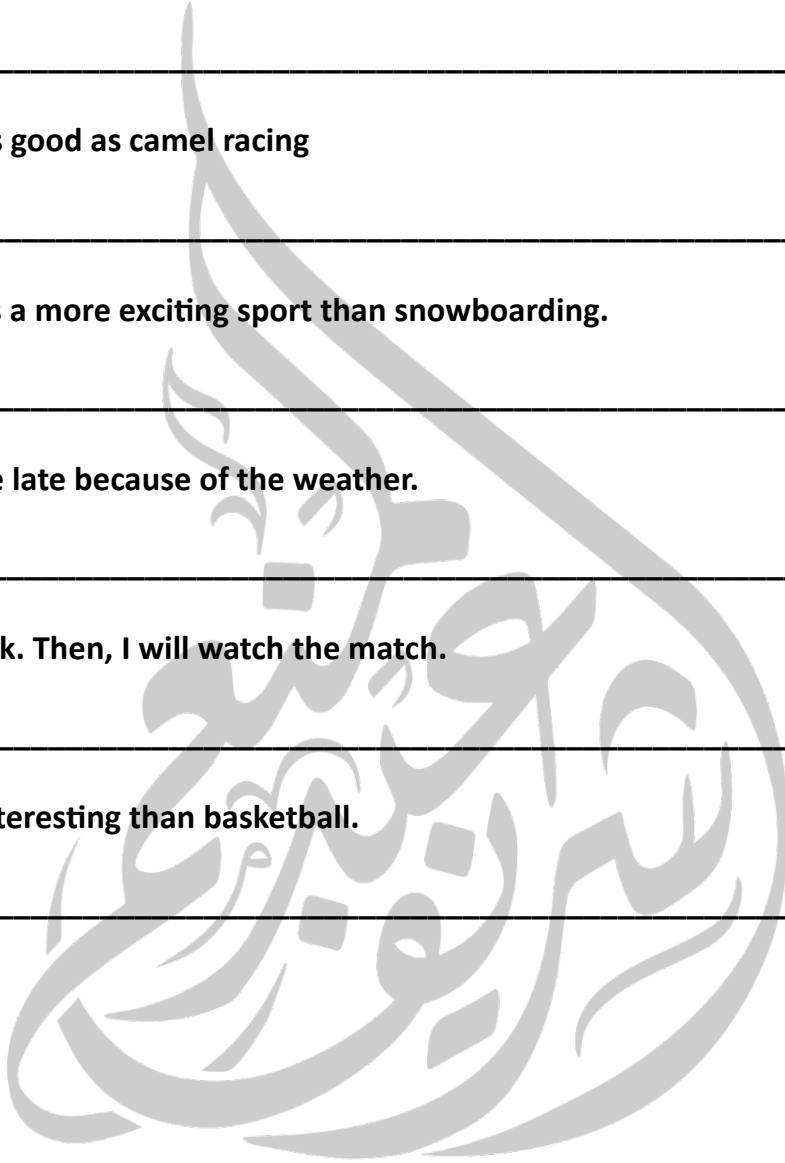 s good as camel racing
s a more exciting sport than snowboarding.
e late because of the weather.
k. Then, I will watch the match.
teresting than basketball.